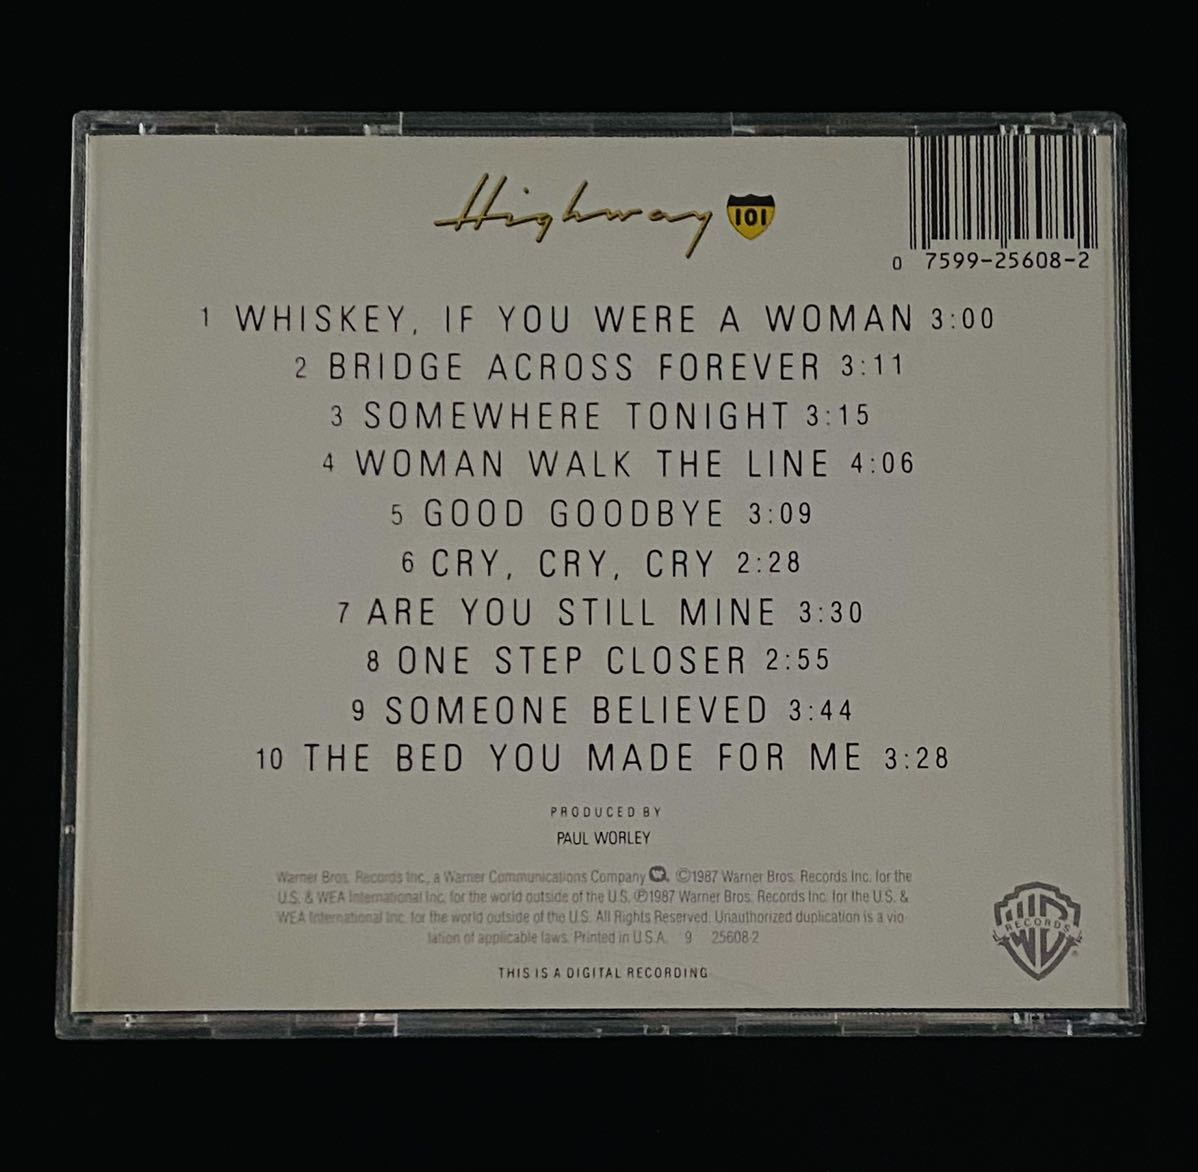 Highway 101
0 7599-25608-2
1 WHISKEY, IF YOU WERE A WOMAN 3:00
2 BRIDGE ACROSS FOREVER 3:11
3 SOMEWHERE TONIGHT 3:15
4 WOMAN WALK THE LINE 4:06
5 GOOD GOODBYE 3:09
6 CRY, CRY, CRY 2:28
7 ARE YOU STILL MINE 3:30
8 ONE STEP CLOSER 2:55
9 SOMEONE BELIEVED 3:44
10 THE BED YOU MADE FOR ME 3:28
PRODUCED BY
PAUL WORLEY
Warner Bros. Records Inc., a Warner Communications Company ©1987 Warner Bros. Records Inc. for the
U.S. & WEA International Inc. for the world outside of the U.S. ℗1987 Warner Bros. Records Inc. for the U.S. &
WEA International Inc. for the world outside of the U.S. All Rights Reserved. Unauthorized duplication is a vio-
lation of applicable laws. Printed in U.S.A. 9 25608-2
WB RECORDS
THIS IS A DIGITAL RECORDING